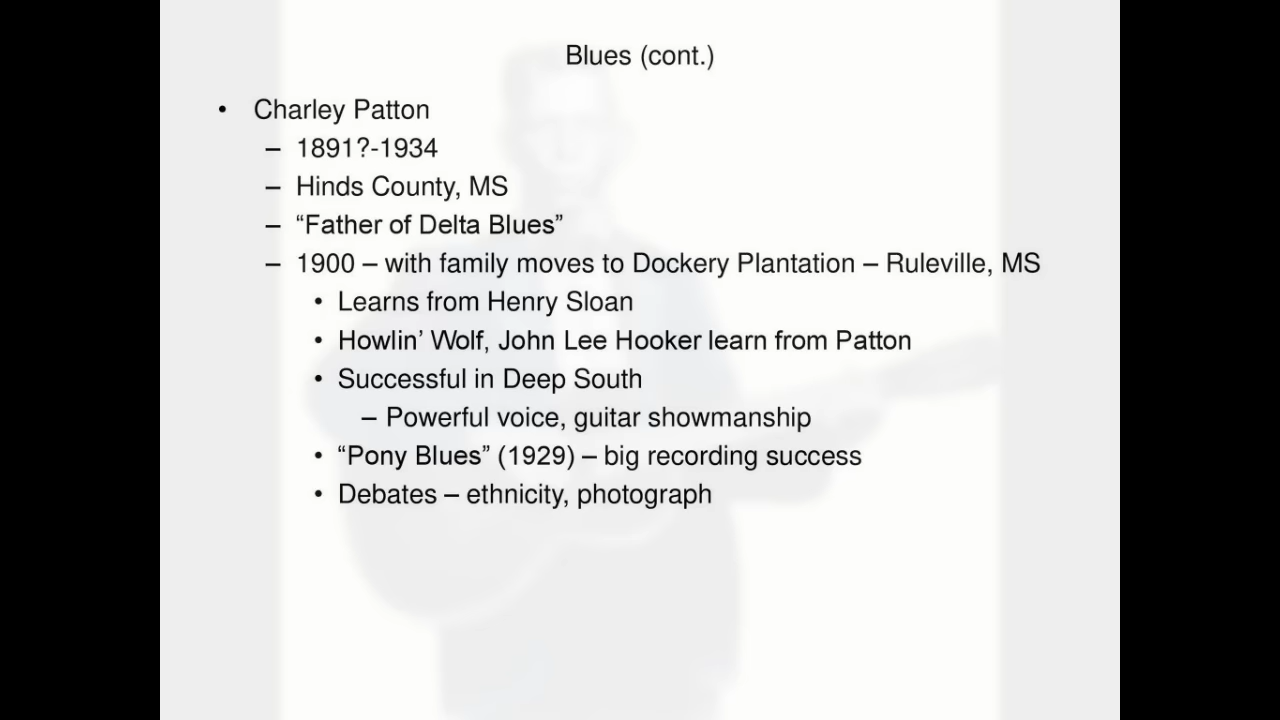 Blues (cont.)
• Charley Patton
– 1891?-1934
– Hinds County, MS
– “Father of Delta Blues”
– 1900 – with family moves to Dockery Plantation – Ruleville, MS
• Learns from Henry Sloan
• Howlin’ Wolf, John Lee Hooker learn from Patton
• Successful in Deep South
– Powerful voice, guitar showmanship
• “Pony Blues” (1929) – big recording success
• Debates – ethnicity, photograph